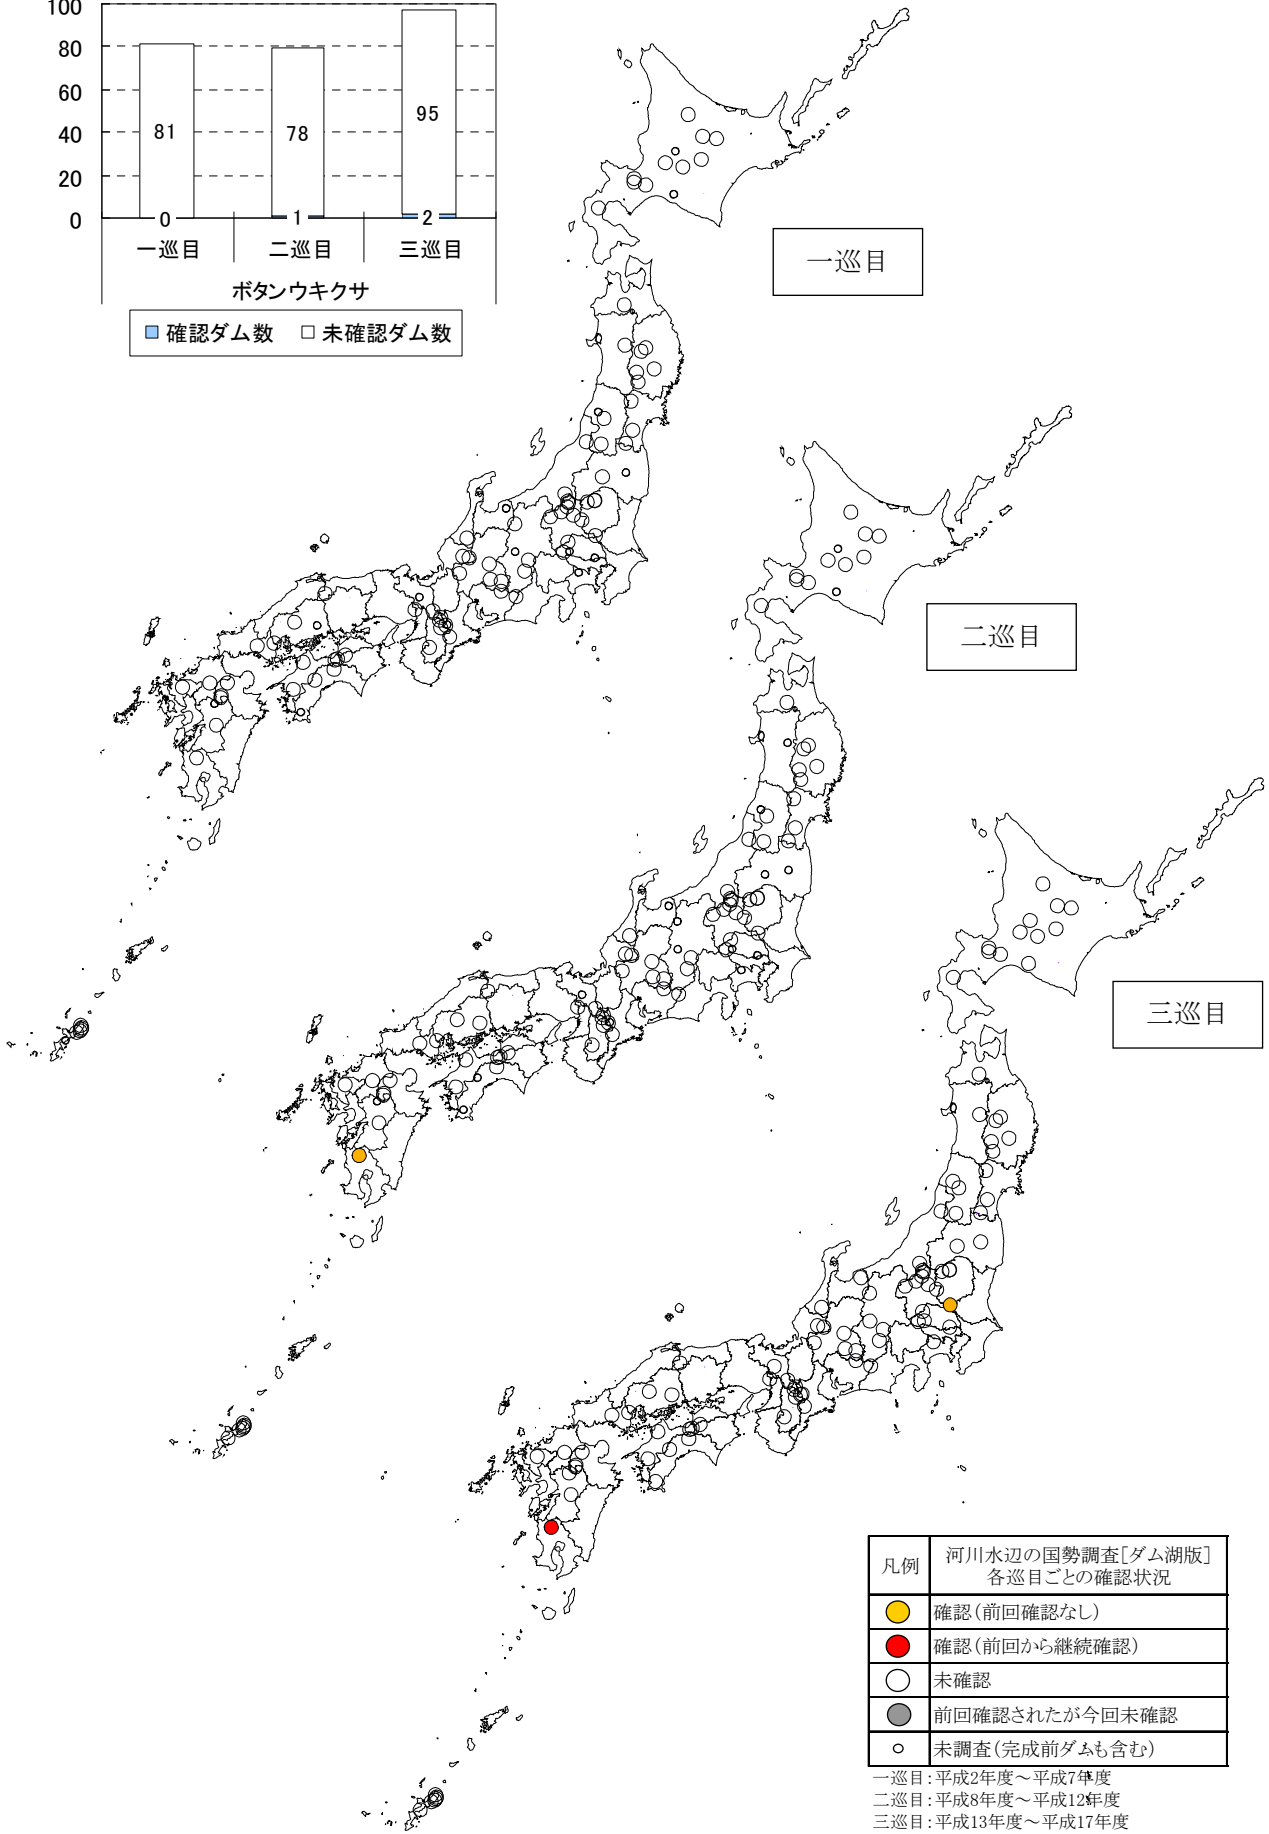 100
80
60
40
20
0
81
78
95
0
1
2
一巡目
二巡目
三巡目
ボタンウキクサ
確認ダム数
未確認ダム数
一巡目
二巡目
三巡目
凡例
河川水辺の国勢調査[ダム湖版]
各巡目ごとの確認状況
確認(前回確認なし)
確認(前回から継続確認)
未確認
前回確認されたが今回未確認
未調査(完成前ダムも含む)
一巡目:平成2年度～平成7年度
二巡目:平成8年度～平成12年度
三巡目:平成13年度～平成17年度